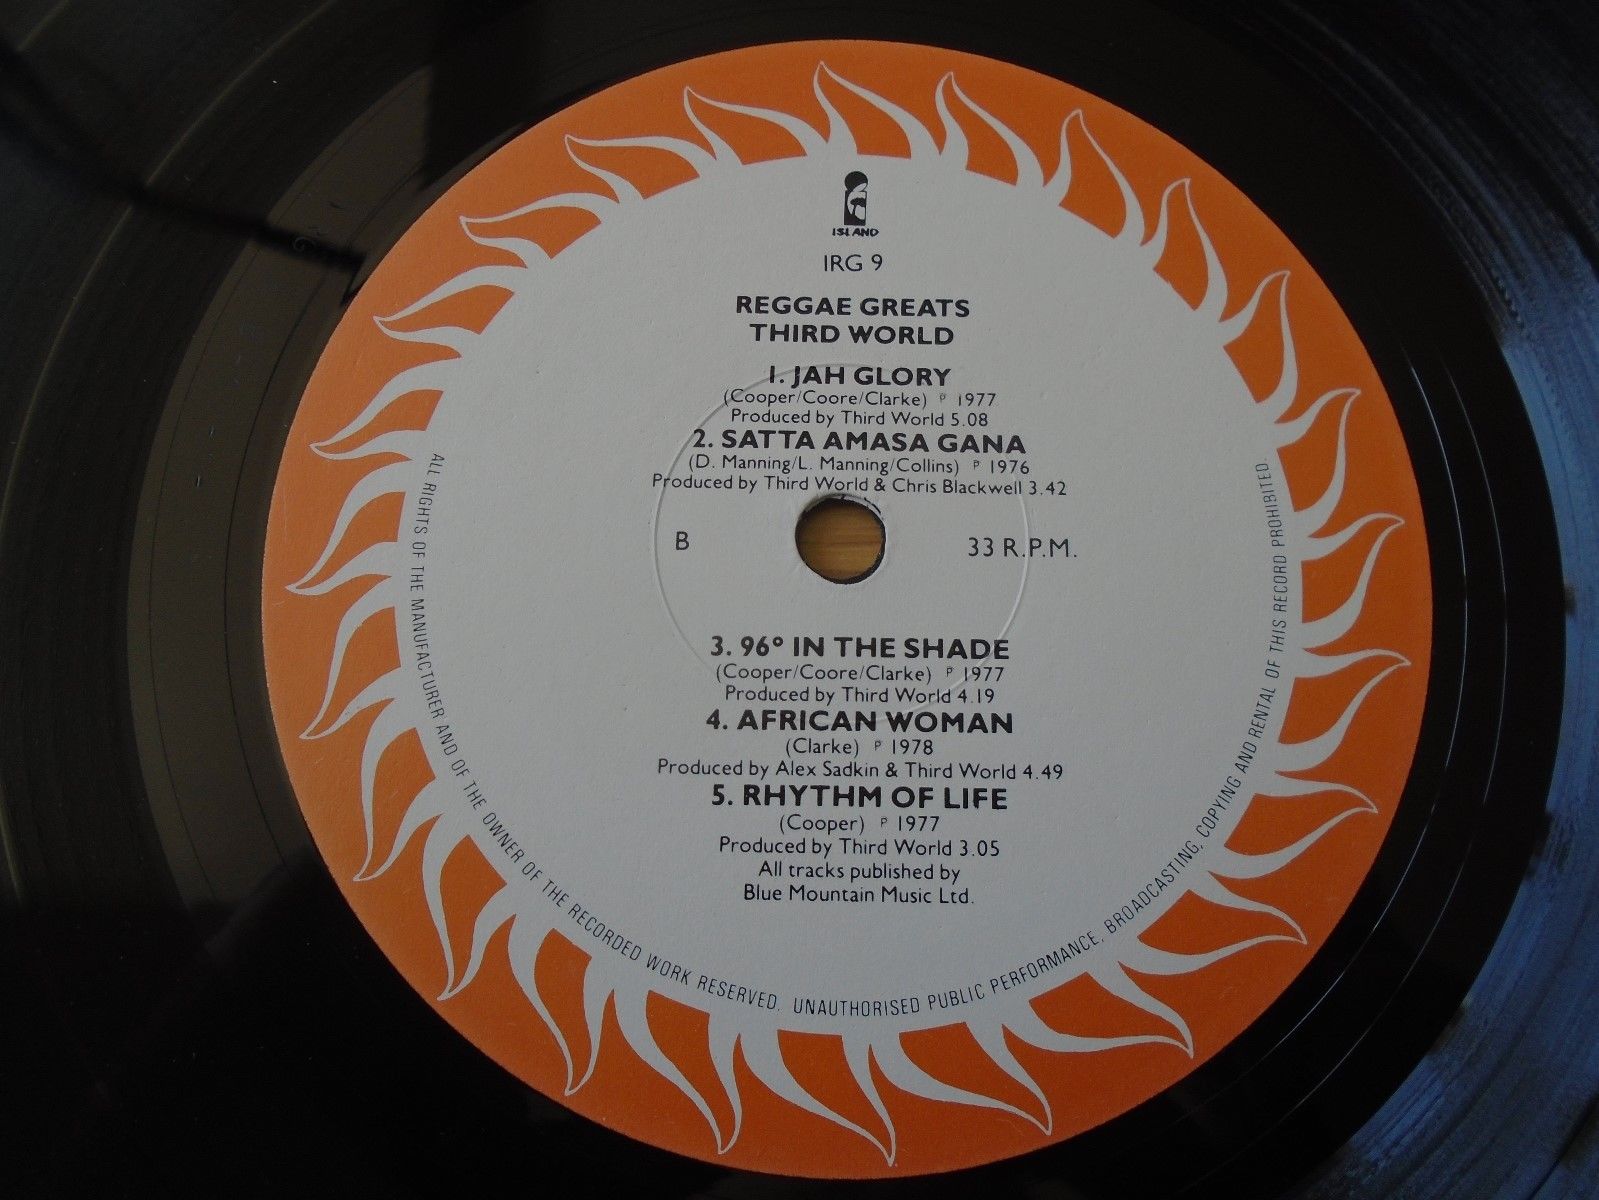 ISLAND
IRG 9
REGGAE GREATS
THIRD WORLD
1. JAH GLORY
(Cooper/Coore/Clarke) ℗ 1977
Produced by Third World 5.08
2. SATTA AMASA GANA
(D. Manning/L. Manning/Collins) ℗ 1976
Produced by Third World & Chris Blackwell 3.42
B
33 R.P.M.
3. 96º IN THE SHADE
(Cooper/Coore/Clarke) ℗ 1977
Produced by Third World 4.19
4. AFRICAN WOMAN
(Clarke) ℗ 1978
Produced by Alex Sadkin & Third World 4.49
5. RHYTHM OF LIFE
(Cooper) ℗ 1977
Produced by Third World 3.05
All tracks published by
Blue Mountain Music Ltd.
ALL RIGHTS OF THE MANUFACTURER AND OF THE OWNER OF THE RECORDED WORK RESERVED. UNAUTHORISED PUBLIC PERFORMANCE, BROADCASTING, COPYING AND RENTAL OF THIS RECORD PROHIBITED.